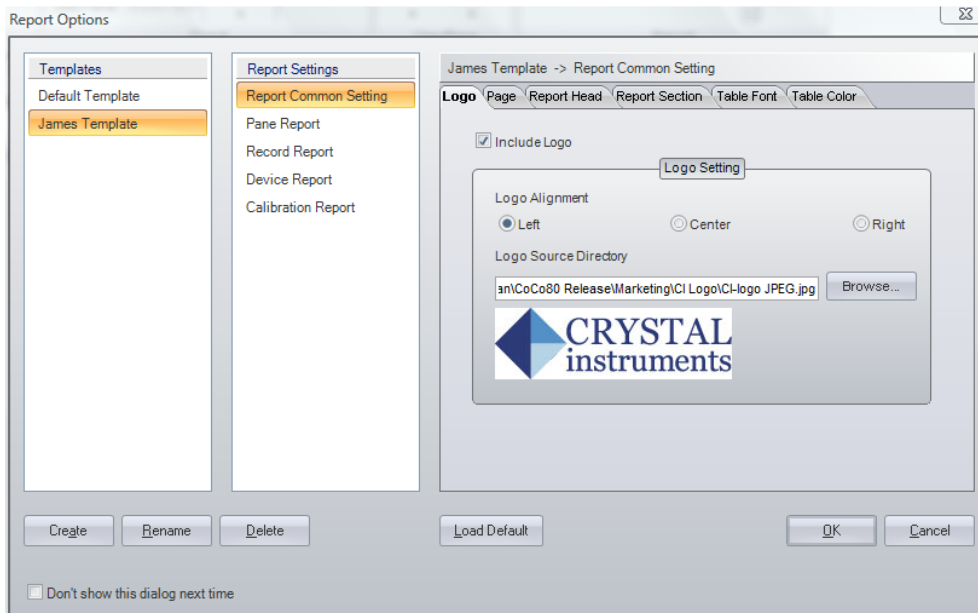 Report Options
Templates
Default Template
James Template
Report Settings
Report Common Setting
Pane Report
Record Report
Device Report
Calibration Report
James Template -> Report Common Setting
Logo Page Report Head Report Section Table Font Table Color
Include Logo
Logo Setting
Logo Alignment
Left Center Right
Logo Source Directory
an\CoCo80 Release\Marketing\CI Logo\CI-logo JPEG.jpg Browse...
CRYSTAL
instruments
Create Rename Delete Load Default OK Cancel
Don't show this dialog next time